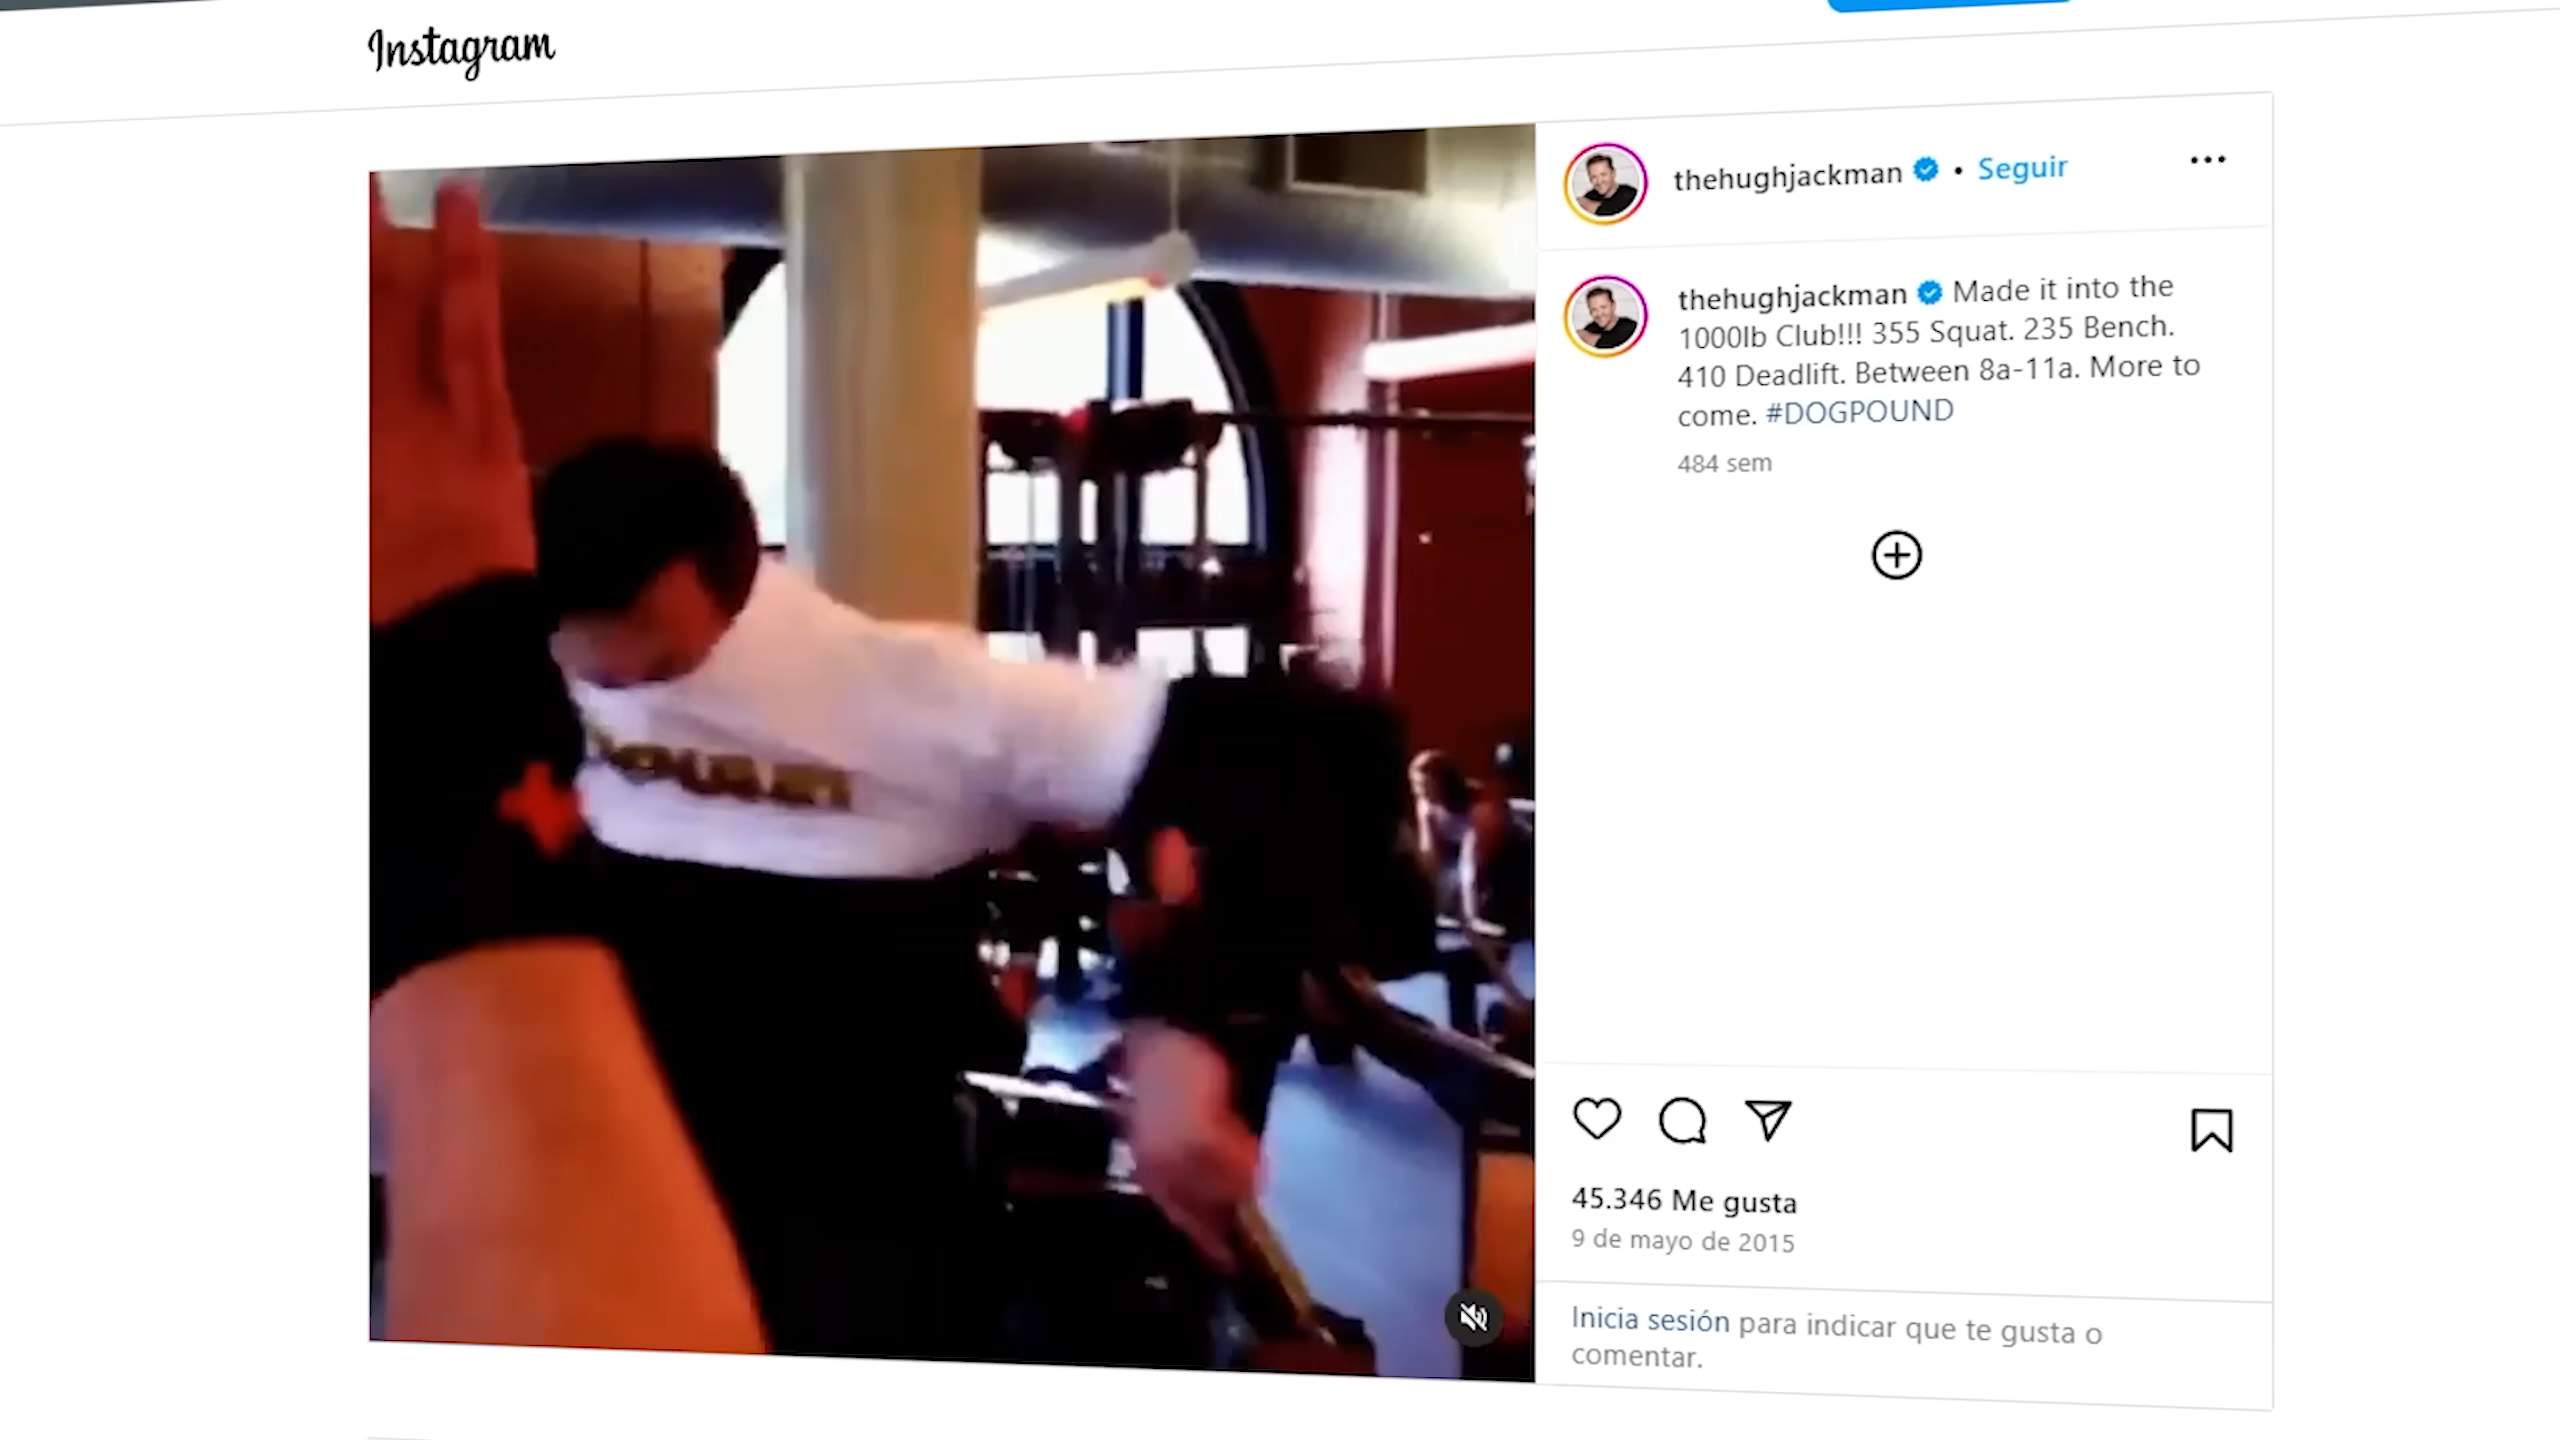 Instagram
thehughjackman • Seguir
thehughjackman Made it into the
1000lb Club!!! 355 Squat. 235 Bench.
410 Deadlift. Between 8a-11a. More to
come. #DOGPOUND
484 sem
45.346 Me gusta
9 de mayo de 2015
Inicia sesión para indicar que te gusta o
comentar.